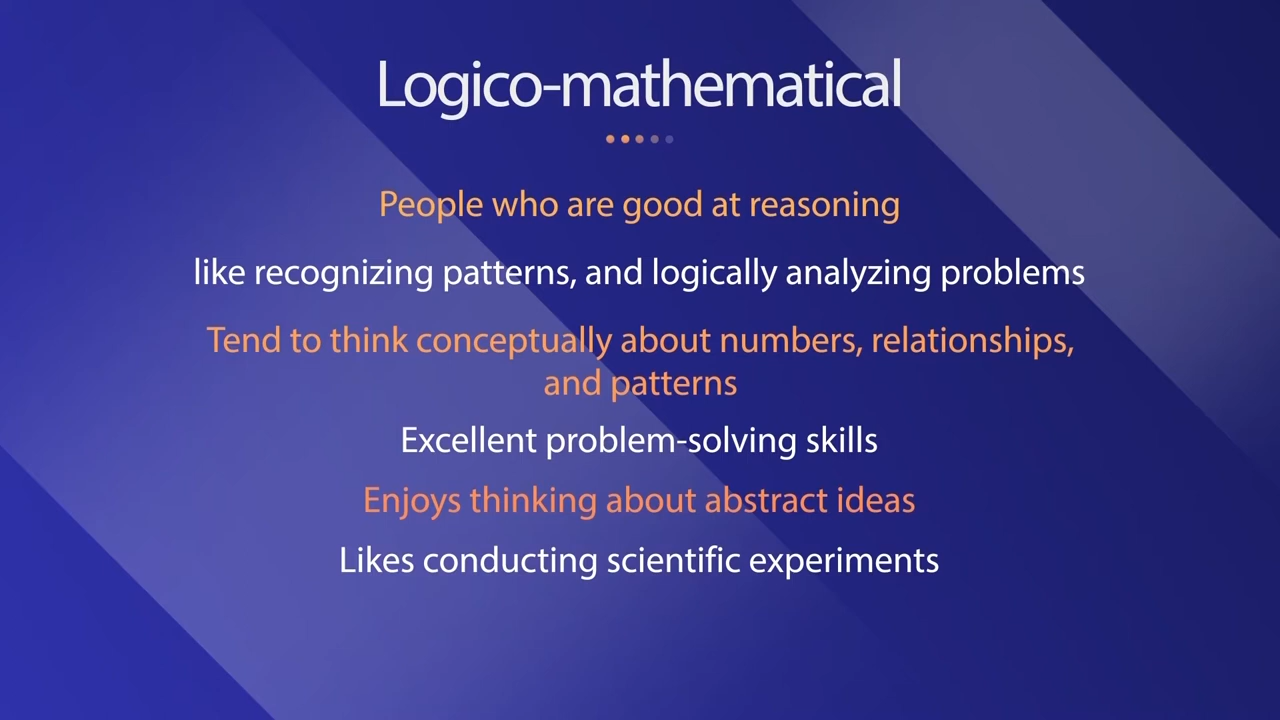 Logico-mathematical
People who are good at reasoning
like recognizing patterns, and logically analyzing problems
Tend to think conceptually about numbers, relationships,
and patterns
Excellent problem-solving skills
Enjoys thinking about abstract ideas
Likes conducting scientific experiments